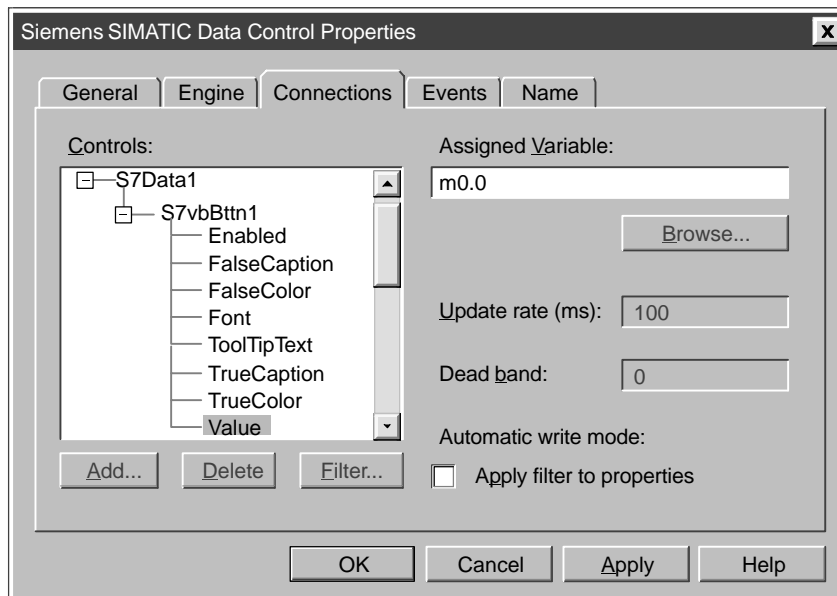 Siemens SIMATIC Data Control Properties
X
General Engine Connections Events Name
Controls:
S7Data1
S7vbBttn1
Enabled
FalseCaption
FalseColor
Font
ToolTipText
TrueCaption
TrueColor
Value
Add... Delete Filter...
Assigned Variable:
m0.0
Browse...
Update rate (ms): 100
Dead band: 0
Automatic write mode:
Apply filter to properties
OK Cancel Apply Help